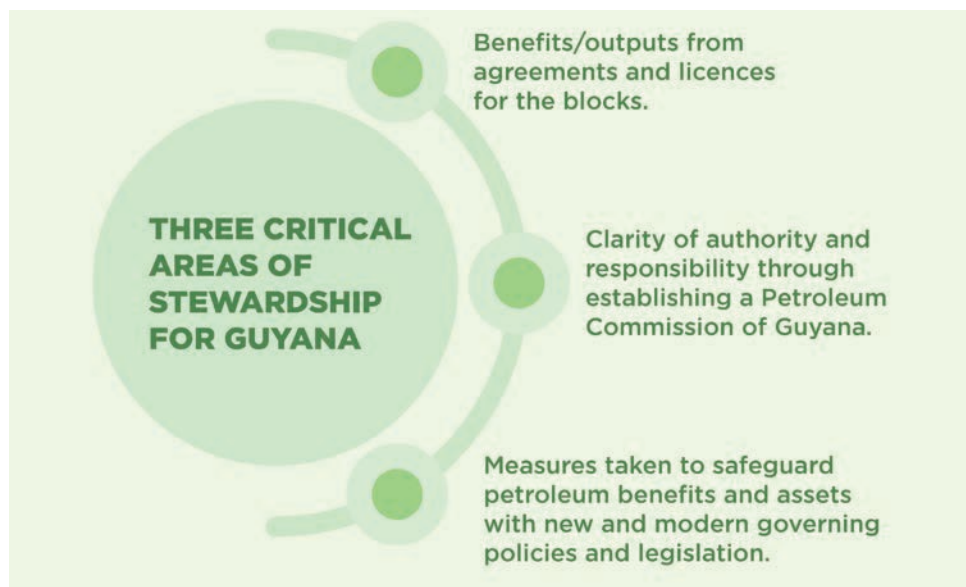 Benefits/outputs from
agreements and licences
for the blocks.
THREE CRITICAL
AREAS OF
STEWARDSHIP
FOR GUYANA
Clarity of authority and
responsibility through
establishing a Petroleum
Commission of Guyana.
Measures taken to safeguard
petroleum benefits and assets
with new and modern governing
policies and legislation.